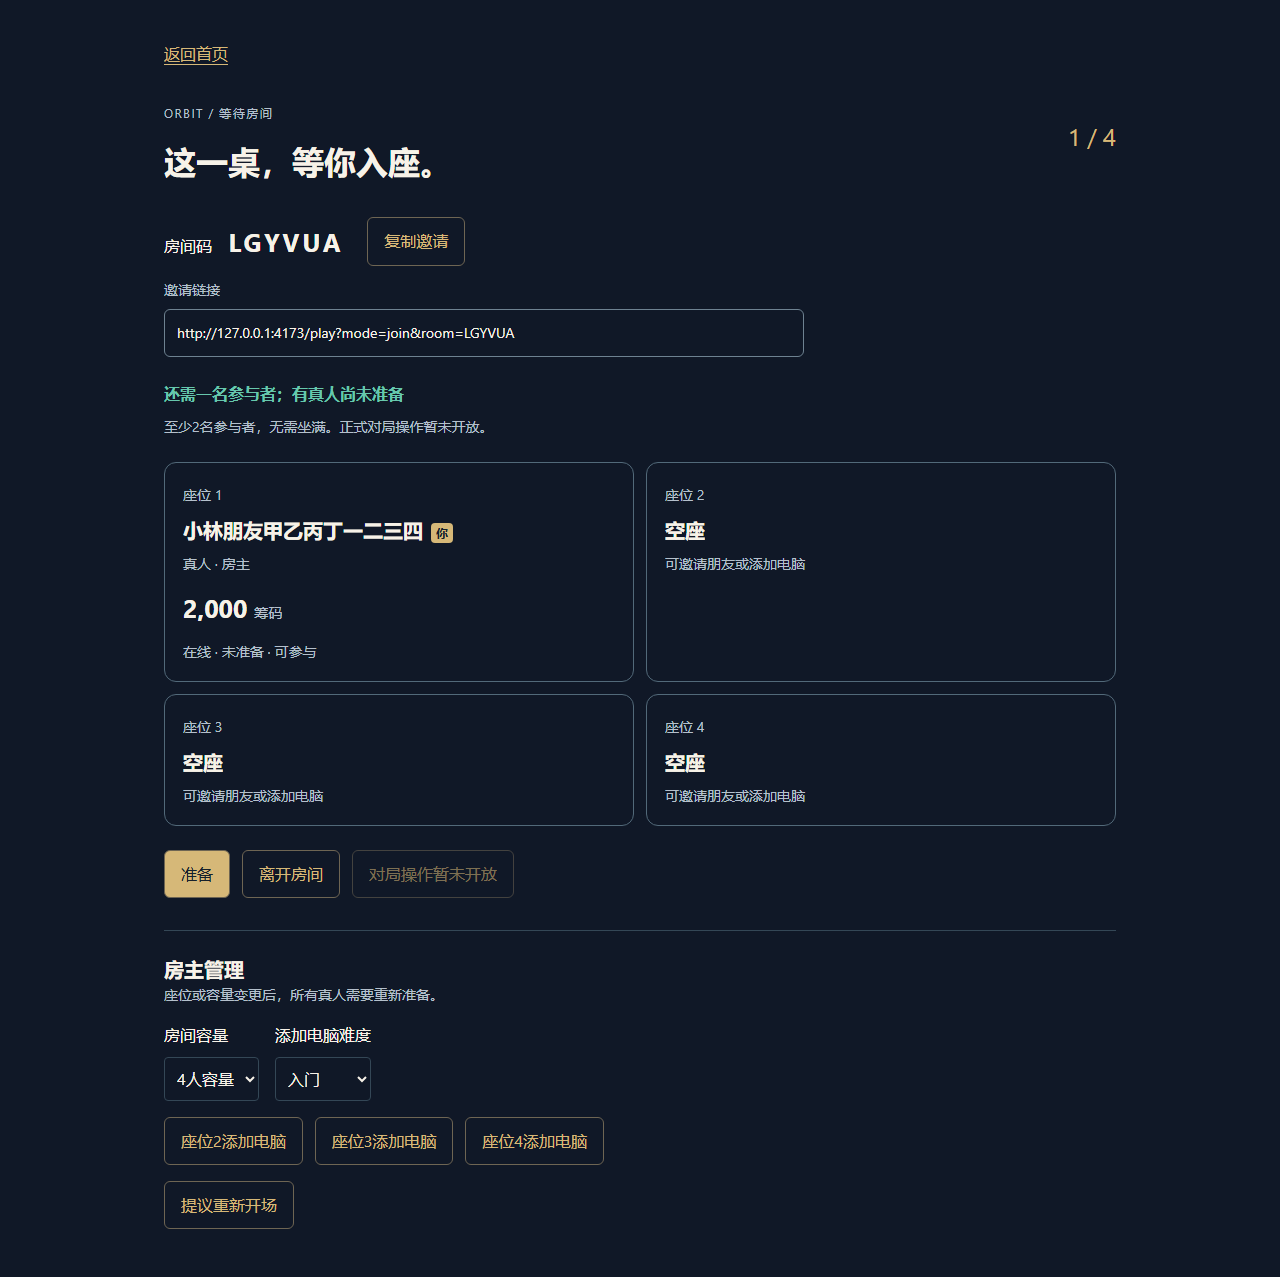 返回首页
ORBIT / 等待房间
这一桌，等你入座。
1 / 4
房间码 LGYVUA 复制邀请
邀请链接
http://127.0.0.1:4173/play?mode=join&room=LGYVUA
还需一名参与者；有真人尚未准备
至少2名参与者，无需坐满。正式对局操作暂未开放。
座位 1
小林朋友甲乙丙丁一二三四 你
真人 · 房主
2,000 筹码
在线 · 未准备 · 可参与
座位 2
空座
可邀请朋友或添加电脑
座位 3
空座
可邀请朋友或添加电脑
座位 4
空座
可邀请朋友或添加电脑
准备 离开房间 对局操作暂未开放
房主管理
座位或容量变更后，所有真人需要重新准备。
房间容量 添加电脑难度
4人容量 入门
座位2添加电脑 座位3添加电脑 座位4添加电脑
提议重新开场